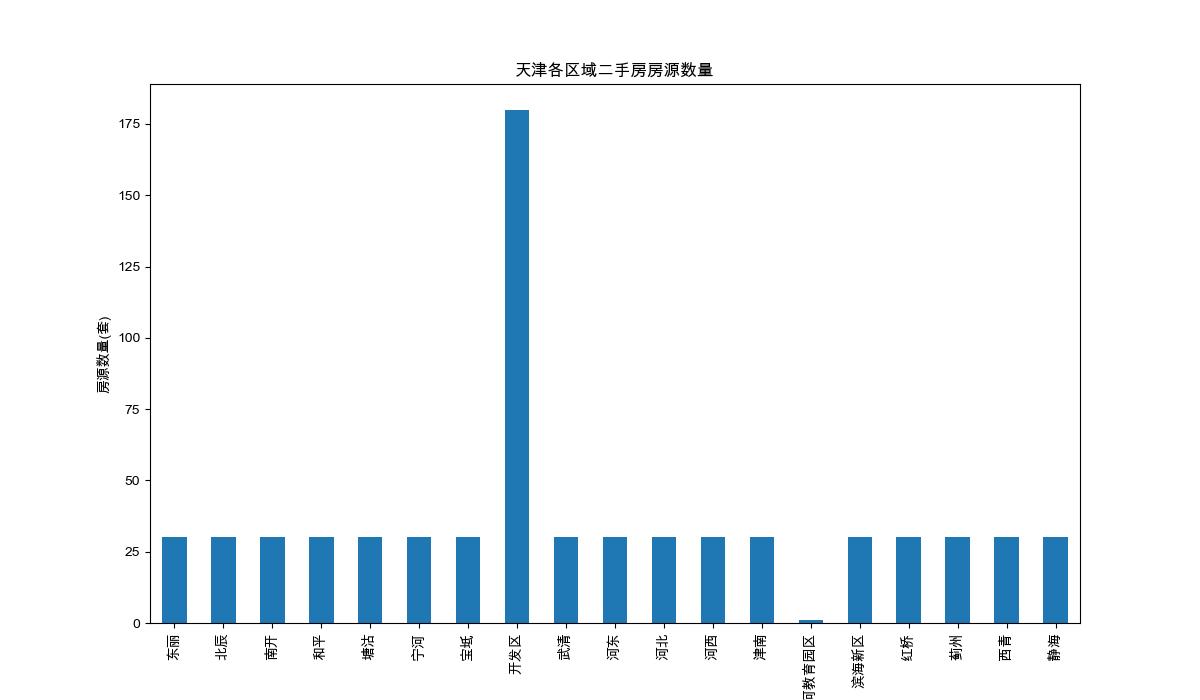 天津各区域二手房房源数量
房源数量(套)
175
150
125
100
75
50
25
0
东丽
北辰
南开
和平
塘沽
宁河
宝坻
开发区
武清
河东
河北
河西
津南
河教育园区
滨海新区
红桥
蓟州
西青
静海